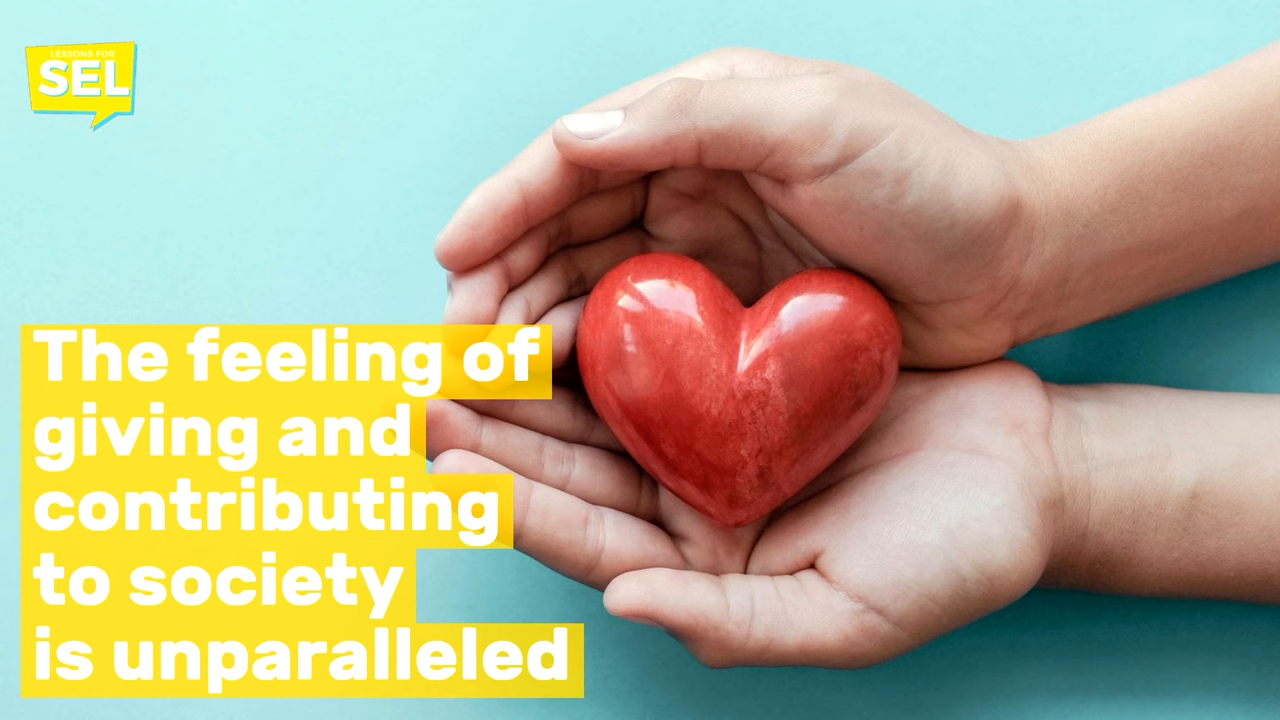 LESSONS FOR
SEL
The feeling of
giving and
contributing
to society
is unparalleled